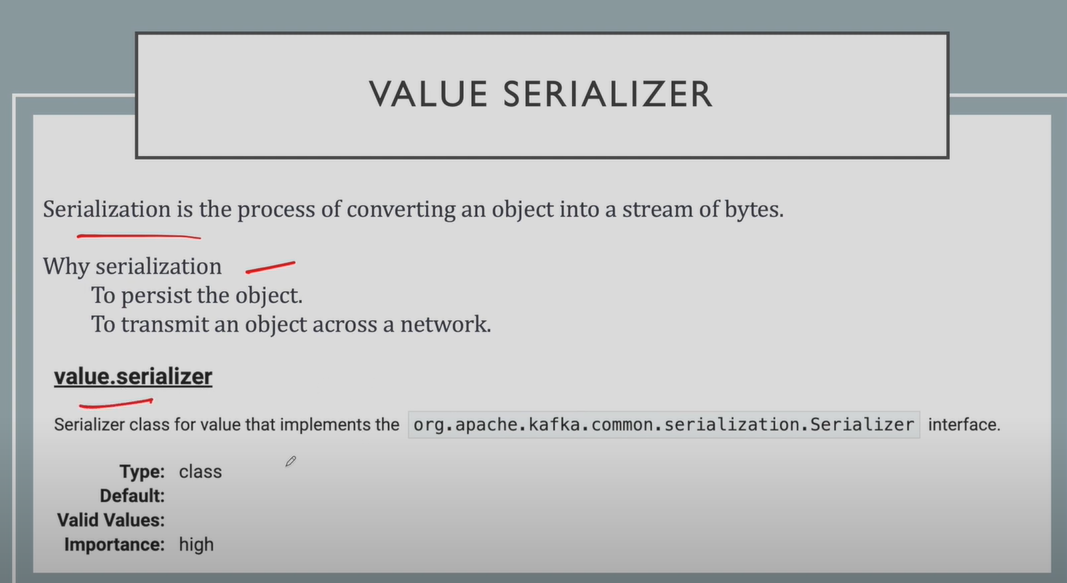 VALUE SERIALIZER
Serialization is the process of converting an object into a stream of bytes.
Why serialization
To persist the object.
To transmit an object across a network.
value.serializer
Serializer class for value that implements the org.apache.kafka.common.serialization.Serializer interface.
Type: class
Default:
Valid Values:
Importance: high